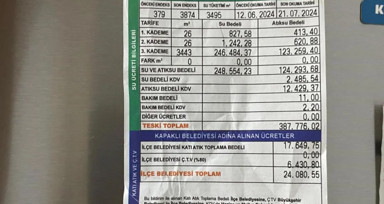 ÖNCEKİ ENDEKS SON ENDEKS SU TÜKETİMİ m³ ÖNCEKİ OKUMA TARİHİ SON OKUMA TARİHİ
379 3874 3495 12.06.2024 21.07.2024
TARİFE m³ Su Bedeli Atıksu Bedeli
1. KADEME 26 827,58 413,40
2. KADEME 26 1.242,28 620,88
3. KADEME 3443 246.484,37 123.259,40
FARK m³ 0 0,00 0,00
SU VE ATIKSU BEDELİ 248.554,23 124.293,68
SU BEDELİ KDV 2.485,54
ATIKSU BEDELİ KDV 12.429,37
BAKIM BEDELİ 11,00
BAKIM BEDELİ KDV 2,20
DİĞER ÜCRETLER 0,00
TESKİ TOPLAM 387.776,02
KAPAKLI BELEDİYESİ ADINA ALINAN ÜCRETLER
İLÇE BELEDİYESİ KATI ATIK TOPLAMA BEDELİ 17.649,75
0,00
İLÇE BELEDİYESİ Ç.T.V (%80) 6.430,80
İLÇE BELEDİYESİ TOPLAM 24.080,55
SU ÜCRETİ BİLGİLERİ
KATI ATIK VE Ç.T.V
K